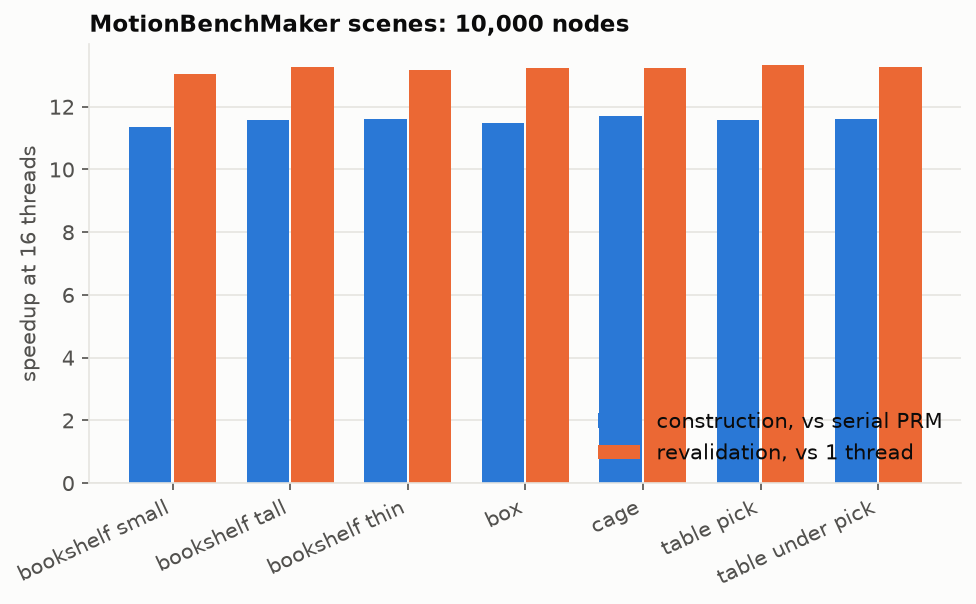 MotionBenchMaker scenes: 10,000 nodes
speedup at 16 threads
12
10
8
6
4
2
0
construction, vs serial PRM
revalidation, vs 1 thread
bookshelf small
bookshelf tall
bookshelf thin
box
cage
table pick
table under pick